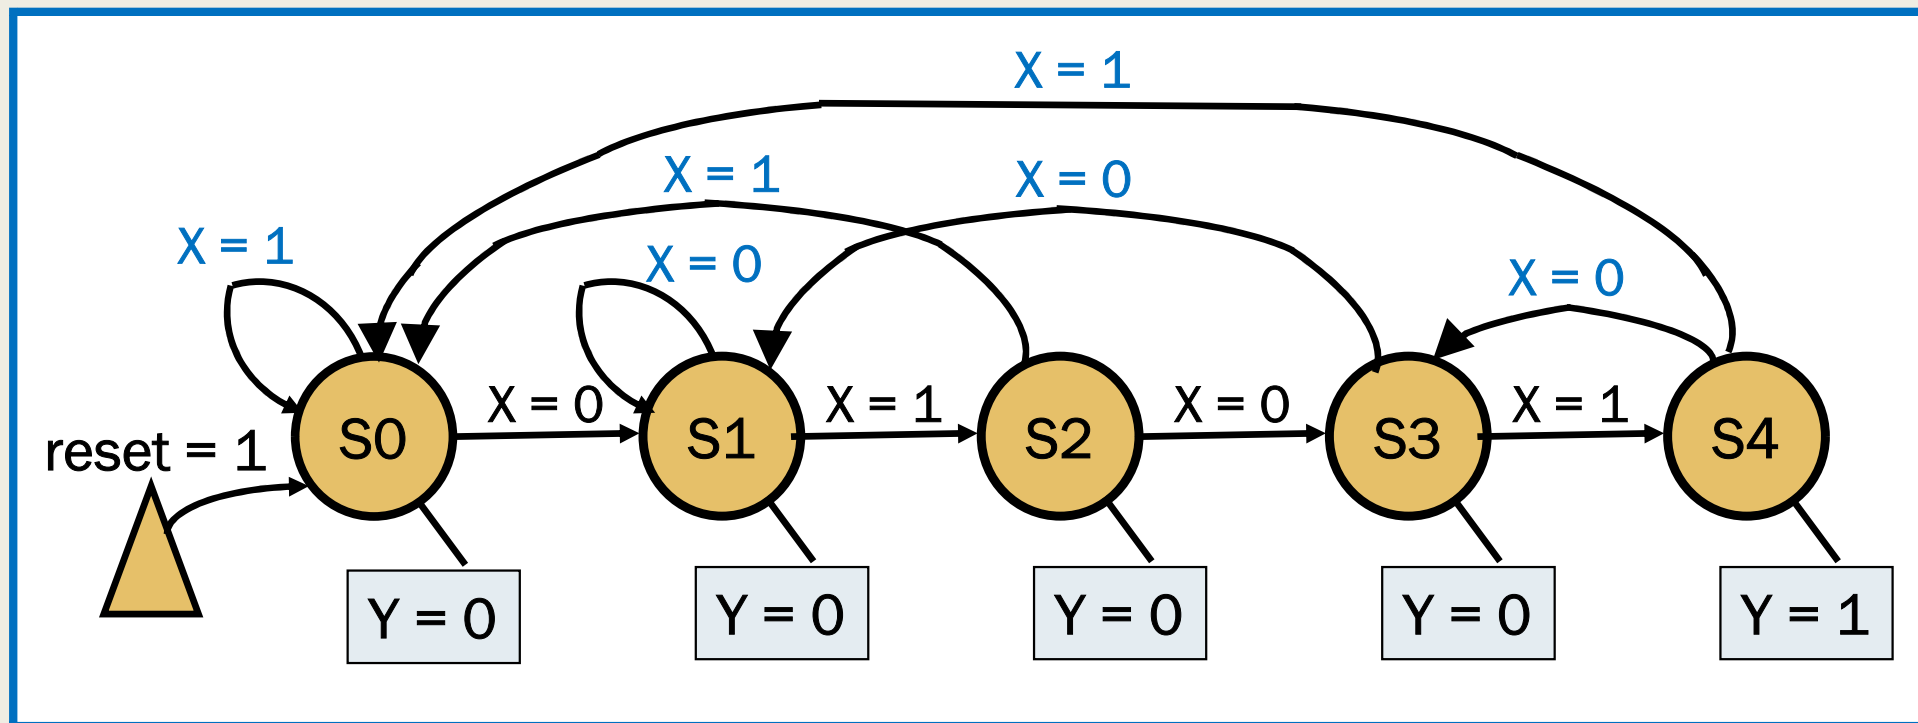 X = 1
X = 1
X = 0
X = 1
X = 0
X = 0
X = 0
X = 1
X = 0
X = 1
reset = 1
S0
S1
S2
S3
S4
Y = 0
Y = 0
Y = 0
Y = 0
Y = 1